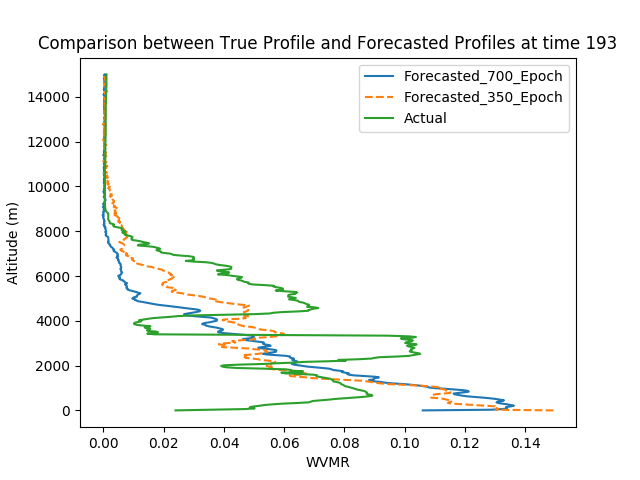 Comparison between True Profile and Forecasted Profiles at time 193
Forecasted_700_Epoch
Forecasted_350_Epoch
Actual
Altitude (m)
14000
12000
10000
8000
6000
4000
2000
0
0.00 0.02 0.04 0.06 0.08 0.10 0.12 0.14
WVMR